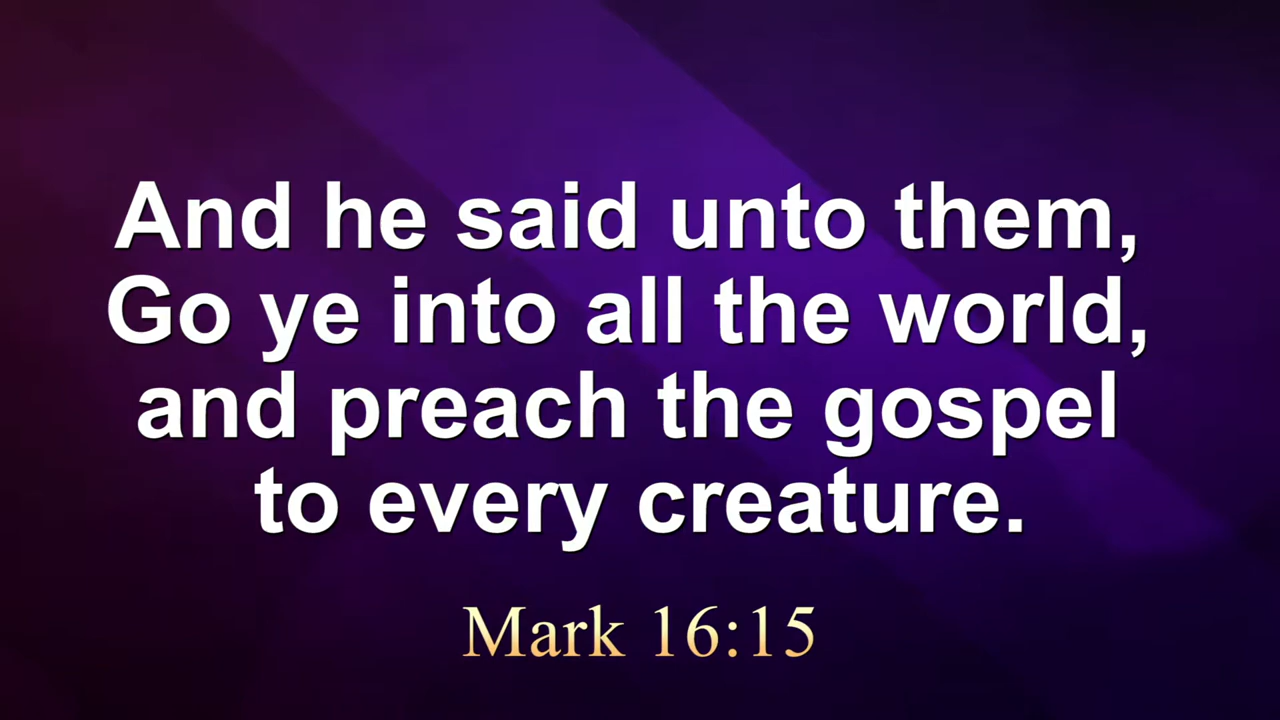 And he said unto them,
Go ye into all the world,
and preach the gospel
to every creature.
Mark 16:15